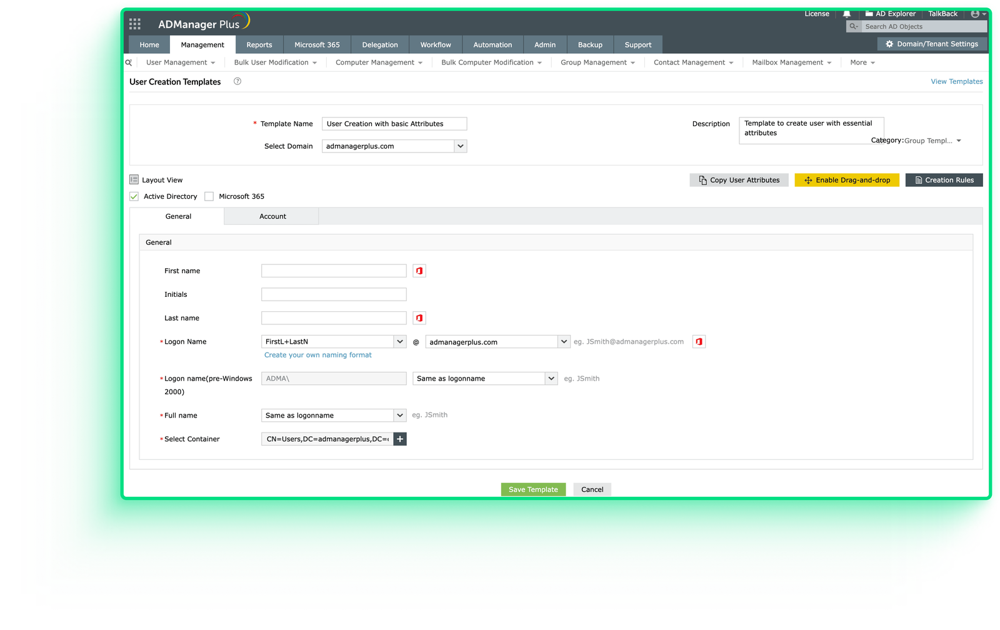 License AD Explorer TalkBack
ADManager Plus
Search AD Objects
Home Management Reports Microsoft 365 Delegation Workflow Automation Admin Backup Support Domain/Tenant Settings
User Management Bulk User Modification Computer Management Bulk Computer Modification Group Management Contact Management Mailbox Management More
User Creation Templates ? View Templates
* Template Name User Creation with basic Attributes
Description Template to create user with essential
attributes
Category: Group Templ...
Select Domain admanagerplus.com
Layout View Copy User Attributes Enable Drag-and-drop Creation Rules
Active Directory Microsoft 365
General Account
General
First name
Initials
Last name
* Logon Name FirstL+LastN @ admanagerplus.com eg. JSmith@admanagerplus.com
Create your own naming format
* Logon name(pre-Windows ADMA\ Same as logonname eg. JSmith
2000)
* Full name Same as logonname eg. JSmith
* Select Container CN=Users,DC=admanagerplus,DC= +
Save Template Cancel